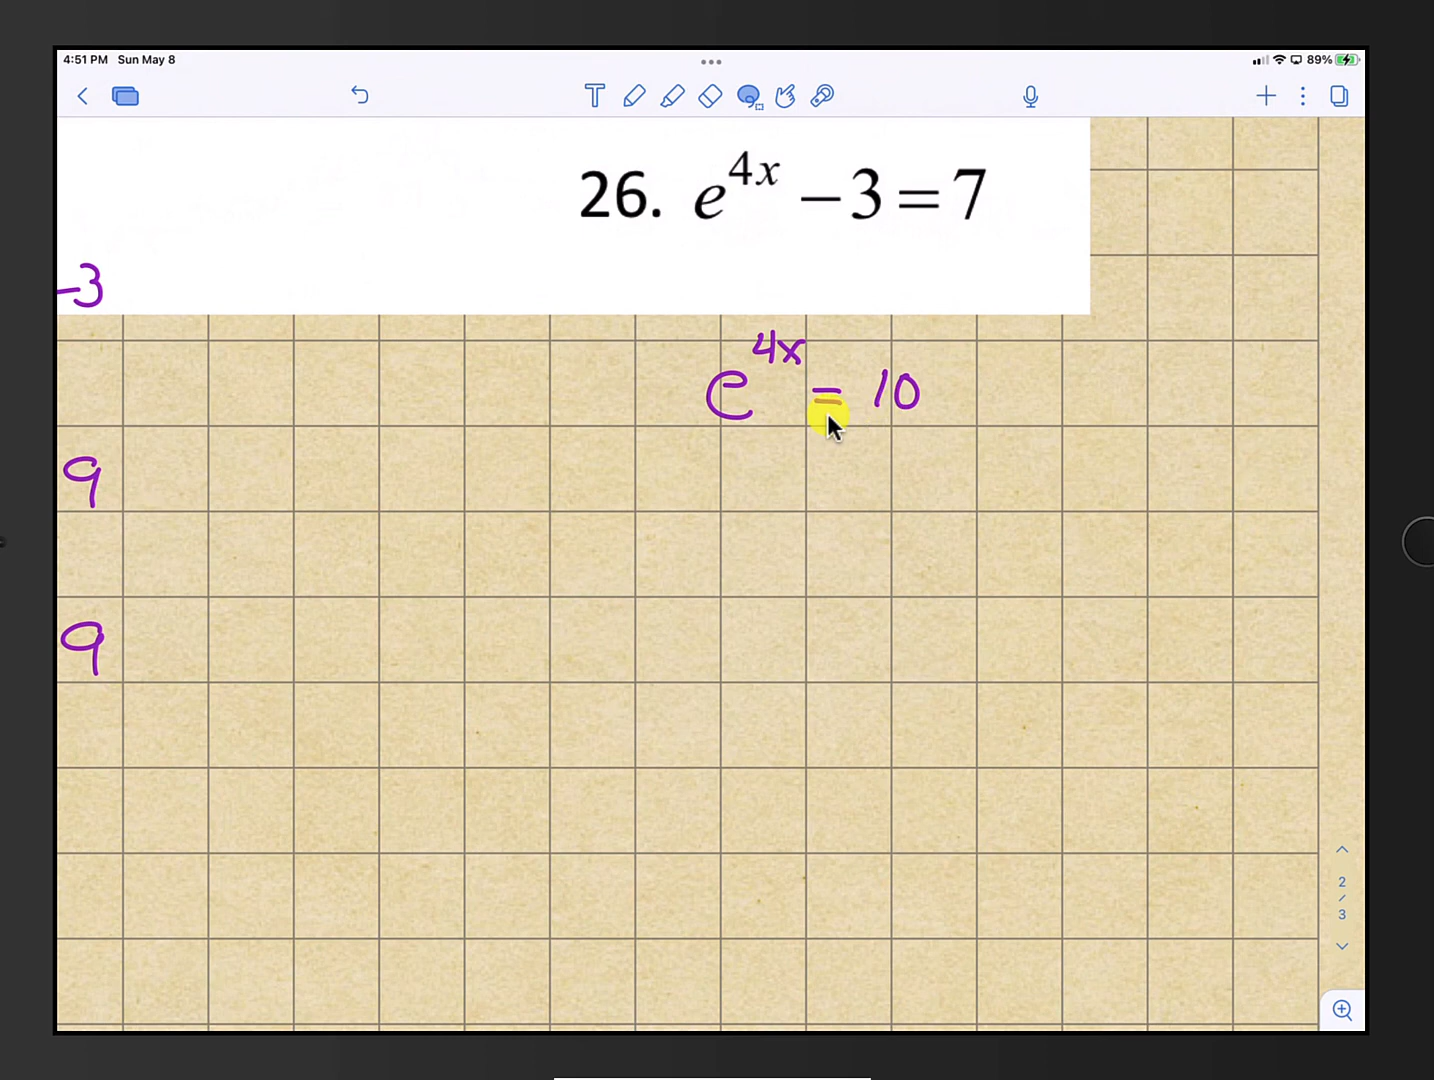 4:51 PM Sun May 8
89%
T
26. e^{4x} − 3 = 7
−3
e^{4x} = 10
9
9
2
/
3